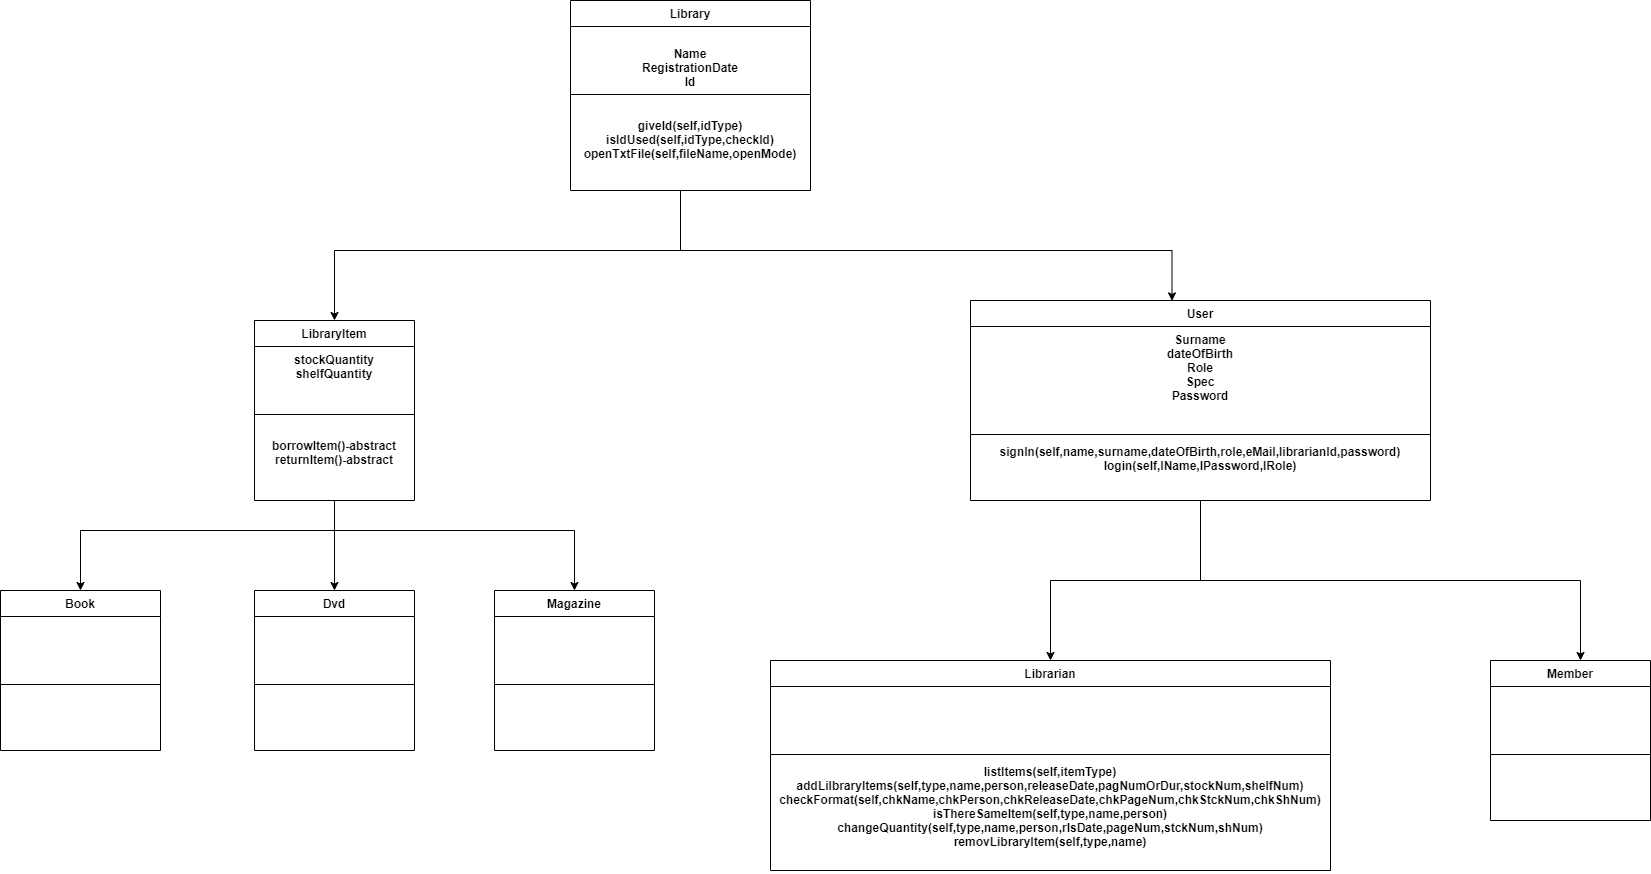 Library
Name
RegistrationDate
Id
giveId(self,idType)
isIdUsed(self,idType,checkId)
openTxtFile(self,fileName,openMode)
LibraryItem
stockQuantity
shelfQuantity
borrowItem()-abstract
returnItem()-abstract
User
Surname
dateOfBirth
Role
Spec
Password
signIn(self,name,surname,dateOfBirth,role,eMail,librarianId,password)
login(self,lName,lPassword,lRole)
Book
Dvd
Magazine
Librarian
listItems(self,itemType)
addLilbraryItems(self,type,name,person,releaseDate,pagNumOrDur,stockNum,shelfNum)
checkFormat(self,chkName,chkPerson,chkReleaseDate,chkPageNum,chkStckNum,chkShNum)
isThereSameItem(self,type,name,person)
changeQuantity(self,type,name,person,rlsDate,pageNum,stckNum,shNum)
removLibraryItem(self,type,name)
Member